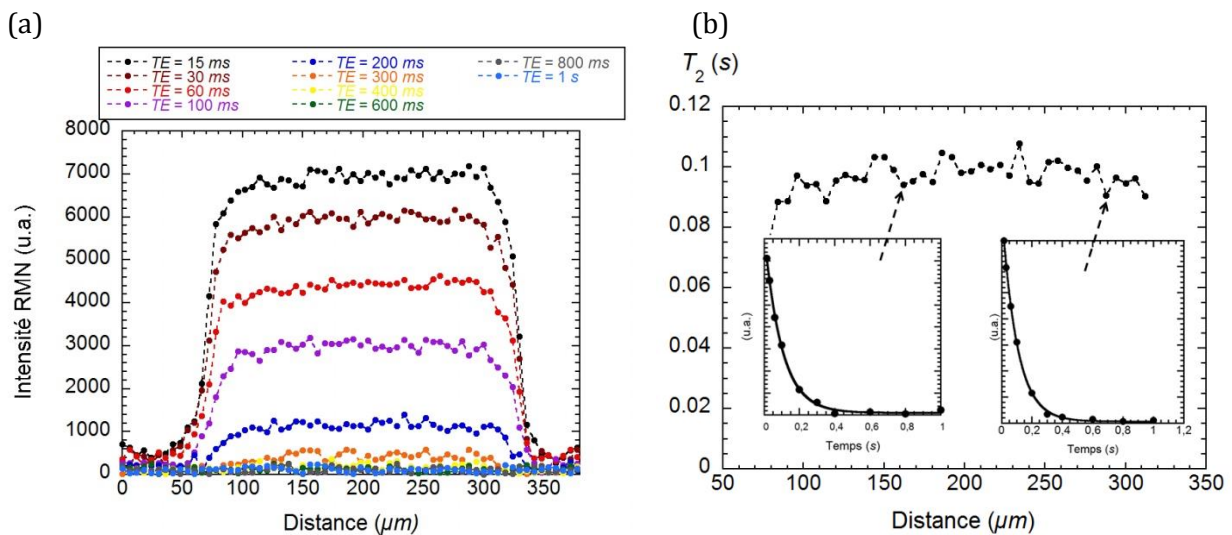 (a)
TE = 15 ms
TE = 30 ms
TE = 60 ms
TE = 100 ms
TE = 200 ms
TE = 300 ms
TE = 400 ms
TE = 600 ms
TE = 800 ms
TE = 1 s
8000
7000
6000
5000
4000
3000
2000
1000
0
Intensité RMN (u.a.)
0 50 100 150 200 250 300 350
Distance (µm)
(b)
T2 (s)
0.12
0.1
0.08
0.06
0.04
0.02
0
(u.a.)
0 0,2 0,4 0,6 0,8 1
Temps (s)
(u.a.)
0 0,2 0,4 0,6 0,8 1 1,2
Temps (s)
50 100 150 200 250 300 350
Distance (µm)